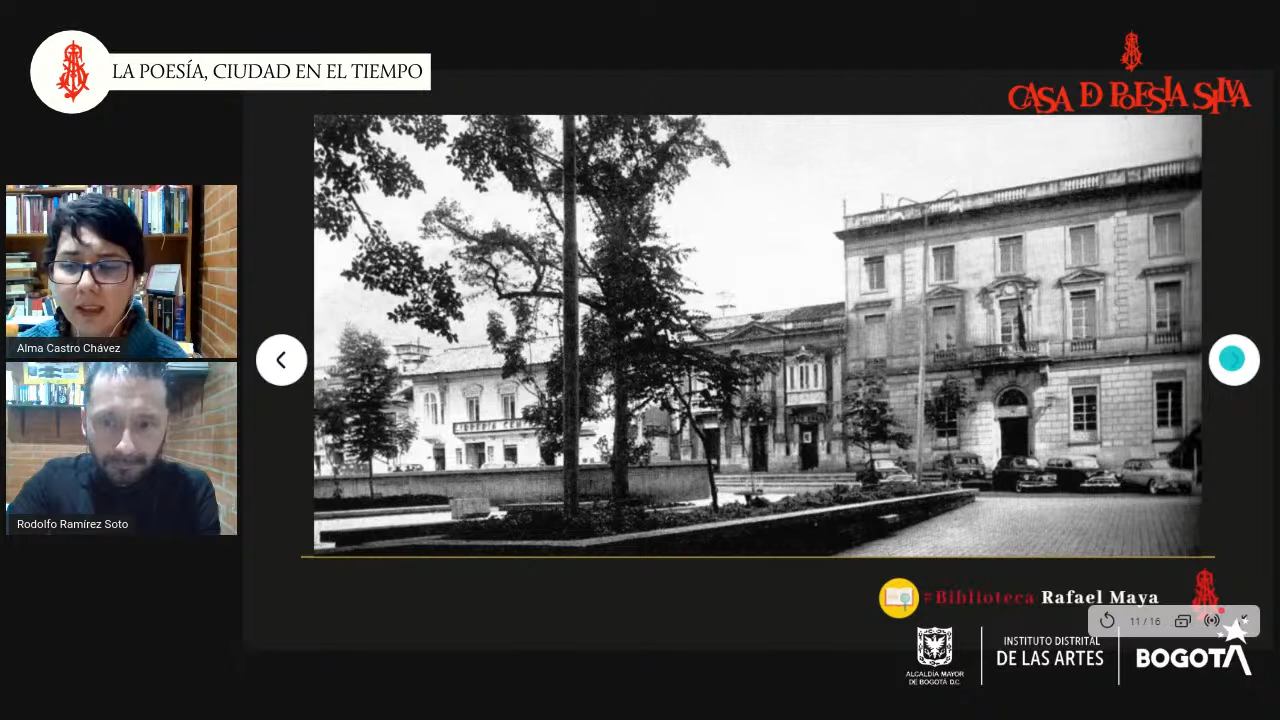 LA POESÍA, CIUDAD EN EL TIEMPO
CASA D POESIA SILVA
Alma Castro Chávez
Rodolfo Ramírez Soto
#Biblioteca Rafael Maya
11 / 16
ALCALDÍA MAYOR
DE BOGOTÁ D.C.
INSTITUTO DISTRITAL
DE LAS ARTES
BOGOTÁ